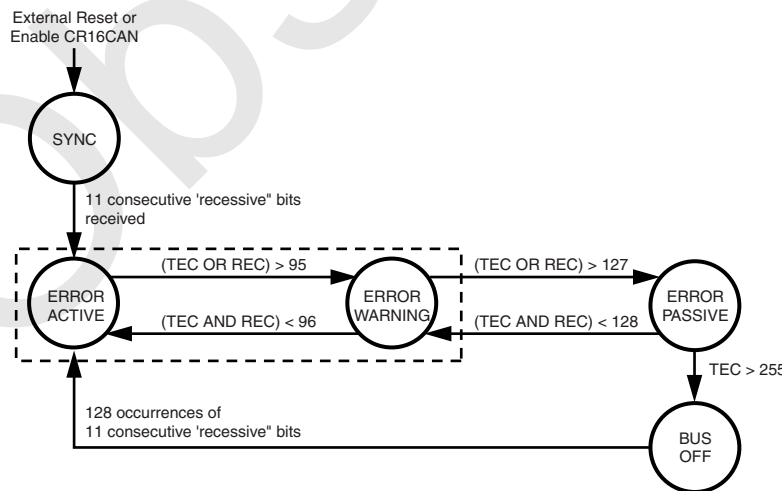 External Reset or
Enable CR16CAN
SYNC
11 consecutive 'recessive" bits
received
(TEC OR REC) > 95
(TEC OR REC) > 127
ERROR
ACTIVE
ERROR
WARNING
ERROR
PASSIVE
(TEC AND REC) < 96
(TEC AND REC) < 128
TEC > 255
128 occurrences of
11 consecutive 'recessive" bits
BUS
OFF